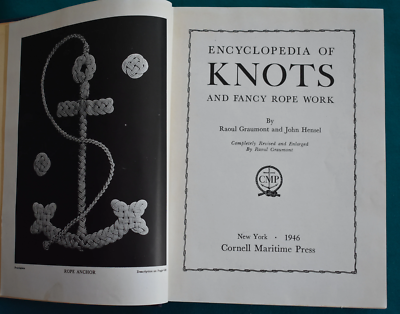 ROPE ANCHOR
ENCYCLOPEDIA OF
KNOTS
AND FANCY ROPE WORK
By
Raoul Graumont and John Hensel
Completely Revised and Enlarged
By Raoul Graumont
CMP
New York · 1946
Cornell Maritime Press